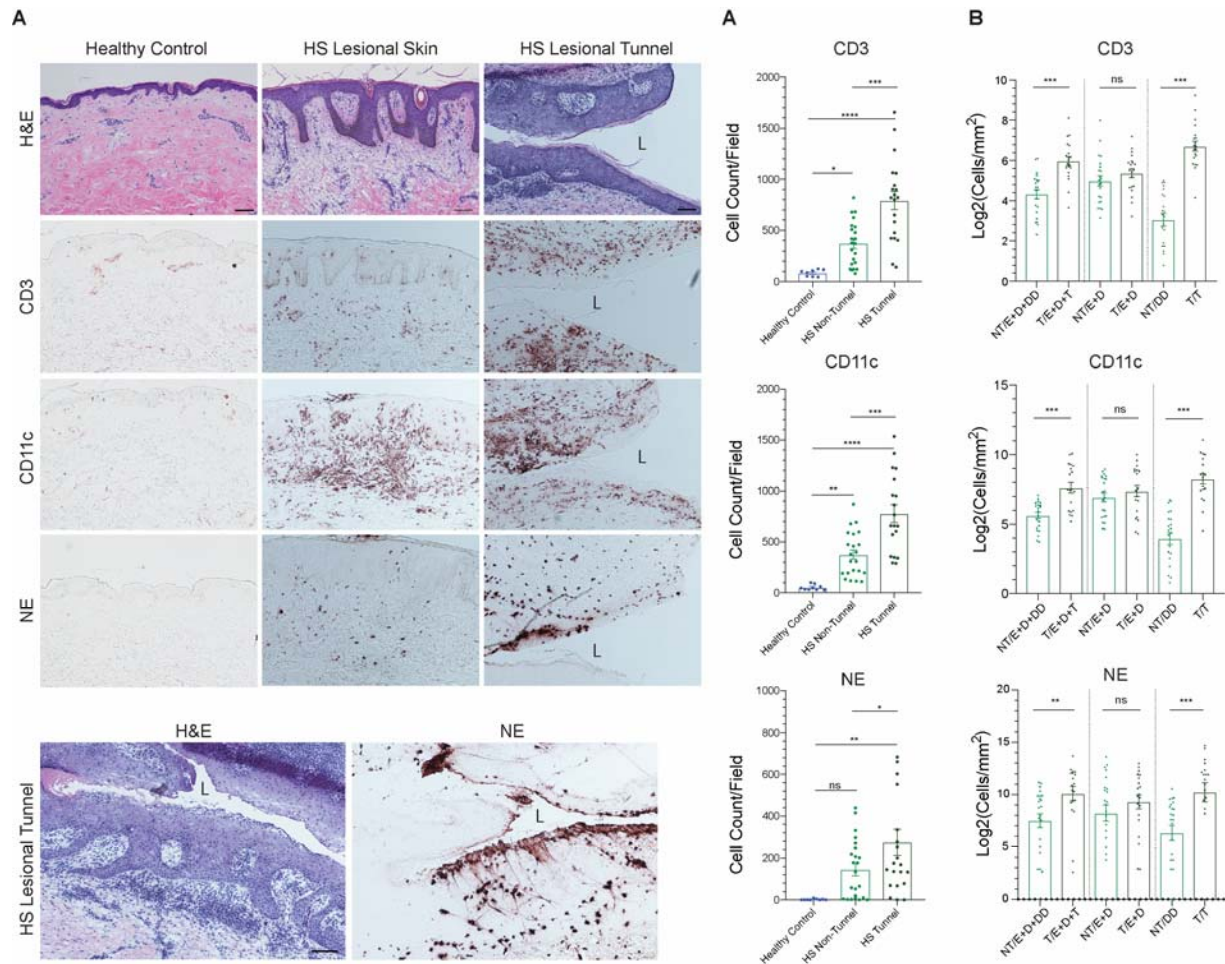 A
Healthy Control
HS Lesional Skin
HS Lesional Tunnel
H&E
L
CD3
L
CD11c
L
NE
L
H&E
NE
HS Lesional Tunnel
L
L
A
CD3
Cell Count/Field
2000
1500
1000
500
0
*
****
***
Healthy Control
HS Non-Tunnel
HS Tunnel
CD11c
Cell Count/Field
2000
1500
1000
500
0
**
****
***
Healthy Control
HS Non-Tunnel
HS Tunnel
NE
Cell Count/Field
1000
800
600
400
200
0
ns
**
*
Healthy Control
HS Non-Tunnel
HS Tunnel
B
CD3
Log2(Cells/mm²)
10
8
6
4
2
0
***
ns
***
NT/E+D+DD
T/E+D+T
NT/E+D
T/E+D
NT/DD
T/T
CD11c
Log2(Cells/mm²)
15
10
5
0
***
ns
***
NT/E+D+DD
T/E+D+T
NT/E+D
T/E+D
NT/DD
T/T
NE
Log2(Cells/mm²)
20
15
10
5
0
**
ns
***
NT/E+D+DD
T/E+D+T
NT/E+D
T/E+D
NT/DD
T/T